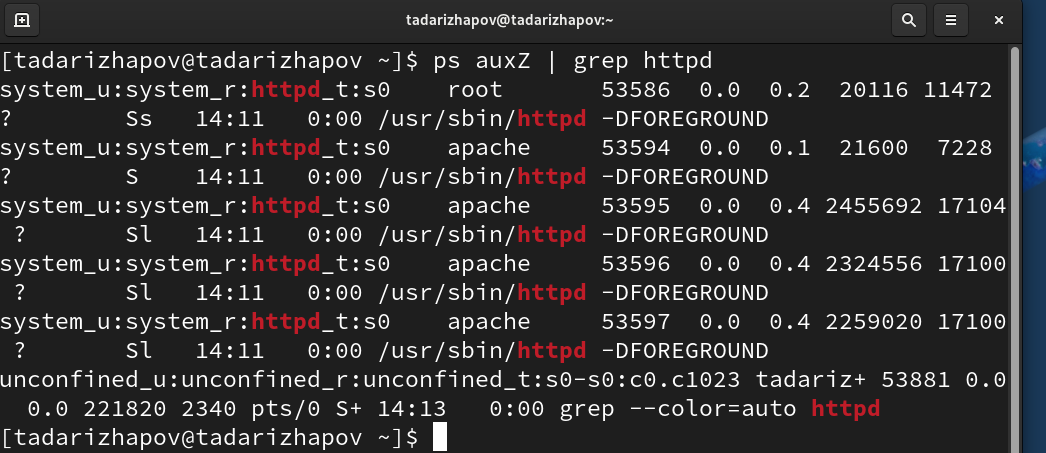 tadarizhapov@tadarizhapov:~
[tadarizhapov@tadarizhapov ~]$ ps auxZ | grep httpd
system_u:system_r:httpd_t:s0    root       53586  0.0  0.2  20116 11472
?        Ss   14:11   0:00 /usr/sbin/httpd -DFOREGROUND
system_u:system_r:httpd_t:s0    apache     53594  0.0  0.1  21600  7228
?        S    14:11   0:00 /usr/sbin/httpd -DFOREGROUND
system_u:system_r:httpd_t:s0    apache     53595  0.0  0.4 2455692 17104
 ?       Sl   14:11   0:00 /usr/sbin/httpd -DFOREGROUND
system_u:system_r:httpd_t:s0    apache     53596  0.0  0.4 2324556 17100
 ?       Sl   14:11   0:00 /usr/sbin/httpd -DFOREGROUND
system_u:system_r:httpd_t:s0    apache     53597  0.0  0.4 2259020 17100
 ?       Sl   14:11   0:00 /usr/sbin/httpd -DFOREGROUND
unconfined_u:unconfined_r:unconfined_t:s0-s0:c0.c1023 tadariz+ 53881 0.0
  0.0 221820 2340 pts/0 S+ 14:13   0:00 grep --color=auto httpd
[tadarizhapov@tadarizhapov ~]$